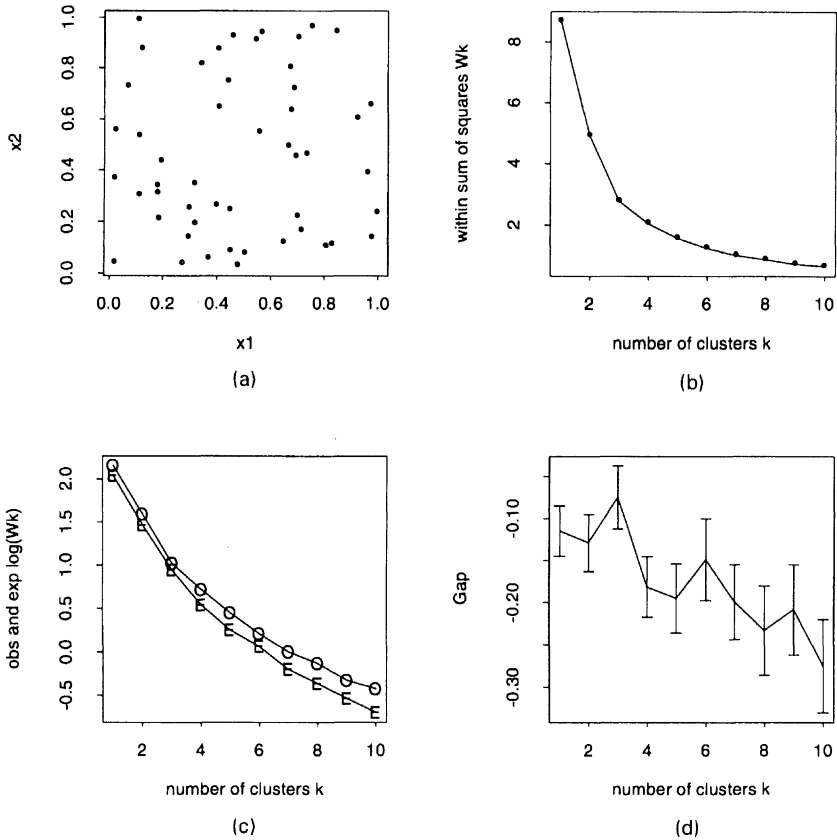 x2
0.0 0.2 0.4 0.6 0.8 1.0
0.0 0.2 0.4 0.6 0.8 1.0
x1
(a)
within sum of squares Wk
2 4 6 8
2 4 6 8 10
number of clusters k
(b)
obs and exp log(Wk)
-0.5 0.0 0.5 1.0 1.5 2.0
O O O O O O O O O O
E E E E E E E E E E
2 4 6 8 10
number of clusters k
(c)
Gap
-0.30 -0.20 -0.10
2 4 6 8 10
number of clusters k
(d)